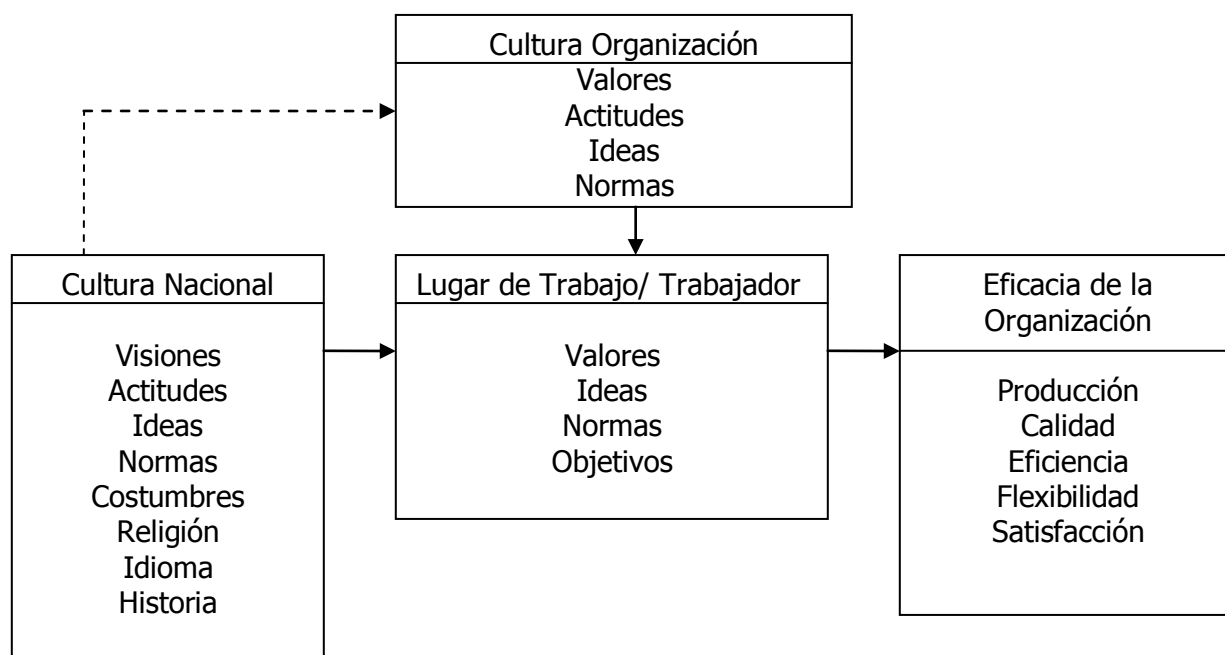 Cultura Organización
Valores
Actitudes
Ideas
Normas
Cultura Nacional
Visiones
Actitudes
Ideas
Normas
Costumbres
Religión
Idioma
Historia
Lugar de Trabajo/ Trabajador
Valores
Ideas
Normas
Objetivos
Eficacia de la
Organización
Producción
Calidad
Eficiencia
Flexibilidad
Satisfacción